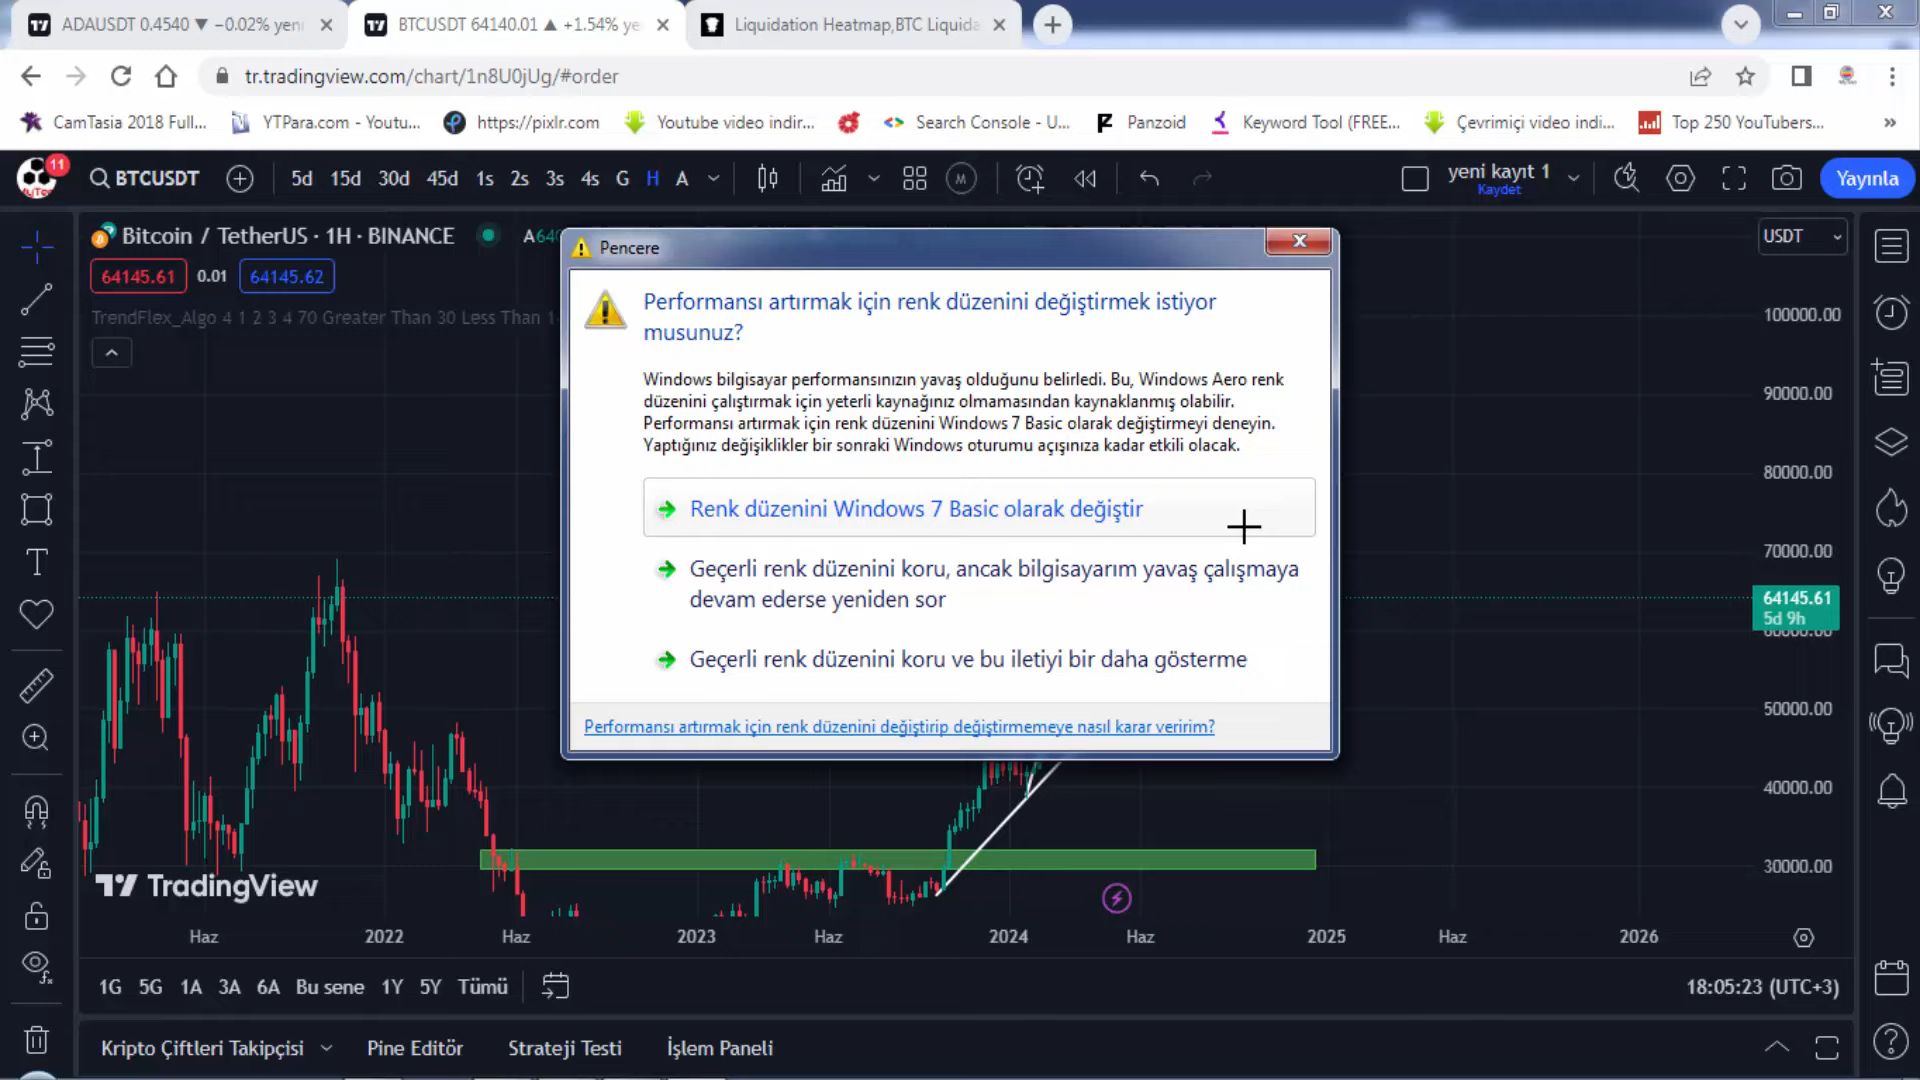 ADAUSDT 0.4540 ▼ −0.02% yeni
BTCUSDT 64140.01 ▲ +1.54% ye
Liquidation Heatmap,BTC Liquida
tr.tradingview.com/chart/1n8U0jUg/#order
CamTasia 2018 Full...
YTPara.com - Youtu...
https://pixlr.com
Youtube video indir...
Search Console - U...
Panzoid
Keyword Tool (FREE...
Çevrimiçi video indi...
Top 250 YouTubers...
»
11
BTCUSDT
5d 15d 30d 45d 1s 2s 3s 4s G H A
M
yeni kayıt 1
Kaydet
Yayınla
Bitcoin / TetherUS · 1H · BINANCE
A640
USDT
64145.61
0.01
64145.62
TrendFlex_Algo 4 1 2 3 4 70 Greater Than 30 Less Than 1
Pencere
Performansı artırmak için renk düzenini değiştirmek istiyor
musunuz?
Windows bilgisayar performansınızın yavaş olduğunu belirledi. Bu, Windows Aero renk
düzenini çalıştırmak için yeterli kaynağınız olmamasından kaynaklanmış olabilir.
Performansı artırmak için renk düzenini Windows 7 Basic olarak değiştirmeyi deneyin.
Yaptığınız değişiklikler bir sonraki Windows oturumu açışınıza kadar etkili olacak.
Renk düzenini Windows 7 Basic olarak değiştir
Geçerli renk düzenini koru, ancak bilgisayarım yavaş çalışmaya
devam ederse yeniden sor
Geçerli renk düzenini koru ve bu iletiyi bir daha gösterme
Performansı artırmak için renk düzenini değiştirip değiştirmemeye nasıl karar veririm?
100000.00
90000.00
80000.00
70000.00
64145.61
5d 9h
60000.00
50000.00
40000.00
30000.00
TradingView
Haz 2022 Haz 2023 Haz 2024 Haz 2025 Haz 2026
1G 5G 1A 3A 6A Bu sene 1Y 5Y Tümü
18:05:23 (UTC+3)
Kripto Çiftleri Takipçisi
Pine Editör
Strateji Testi
İşlem Paneli